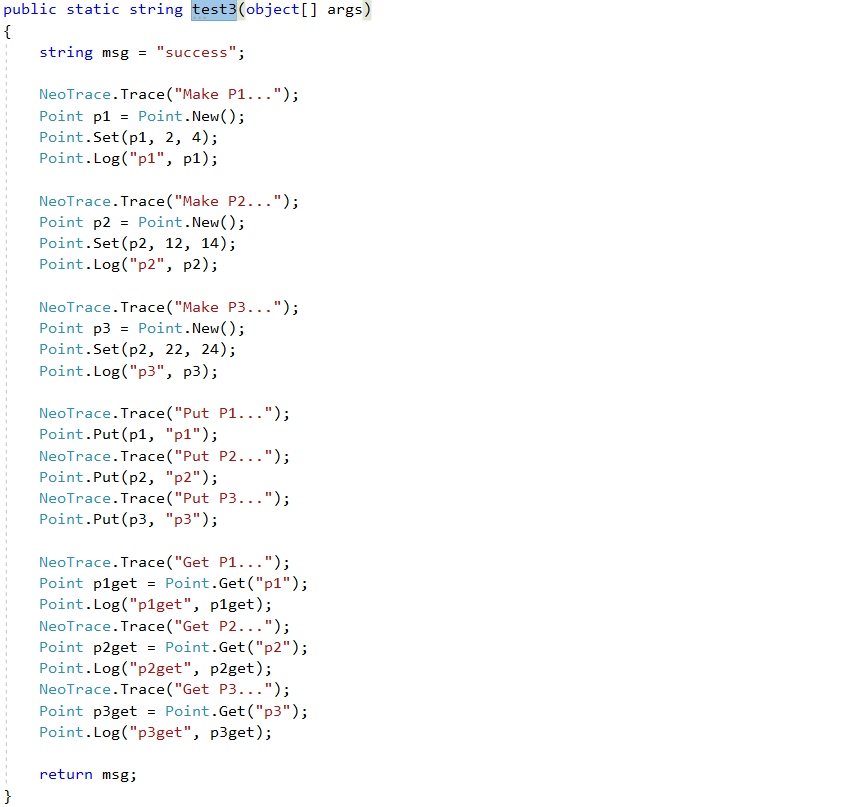 public static string test3(object[] args)
{
    string msg = "success";

    NeoTrace.Trace("Make P1...");
    Point p1 = Point.New();
    Point.Set(p1, 2, 4);
    Point.Log("p1", p1);

    NeoTrace.Trace("Make P2...");
    Point p2 = Point.New();
    Point.Set(p2, 12, 14);
    Point.Log("p2", p2);

    NeoTrace.Trace("Make P3...");
    Point p3 = Point.New();
    Point.Set(p2, 22, 24);
    Point.Log("p3", p3);

    NeoTrace.Trace("Put P1...");
    Point.Put(p1, "p1");
    NeoTrace.Trace("Put P2...");
    Point.Put(p2, "p2");
    NeoTrace.Trace("Put P3...");
    Point.Put(p3, "p3");

    NeoTrace.Trace("Get P1...");
    Point p1get = Point.Get("p1");
    Point.Log("p1get", p1get);
    NeoTrace.Trace("Get P2...");
    Point p2get = Point.Get("p2");
    Point.Log("p2get", p2get);
    NeoTrace.Trace("Get P3...");
    Point p3get = Point.Get("p3");
    Point.Log("p3get", p3get);

    return msg;
}